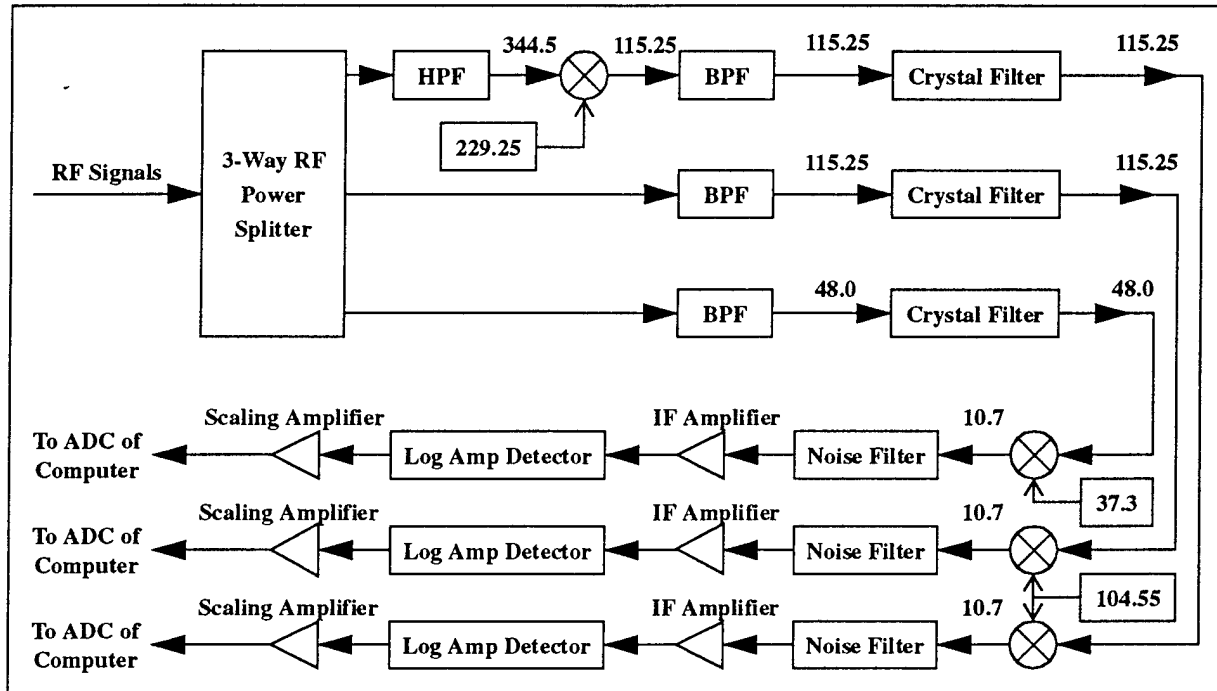 344.5
115.25
115.25
115.25
HPF
BPF
Crystal Filter
229.25
3-Way RF
Power
Splitter
RF Signals
115.25
115.25
BPF
Crystal Filter
48.0
48.0
BPF
Crystal Filter
Scaling Amplifier
IF Amplifier
10.7
To ADC of
Computer
Log Amp Detector
Noise Filter
37.3
Scaling Amplifier
IF Amplifier
10.7
To ADC of
Computer
Log Amp Detector
Noise Filter
104.55
Scaling Amplifier
IF Amplifier
10.7
To ADC of
Computer
Log Amp Detector
Noise Filter